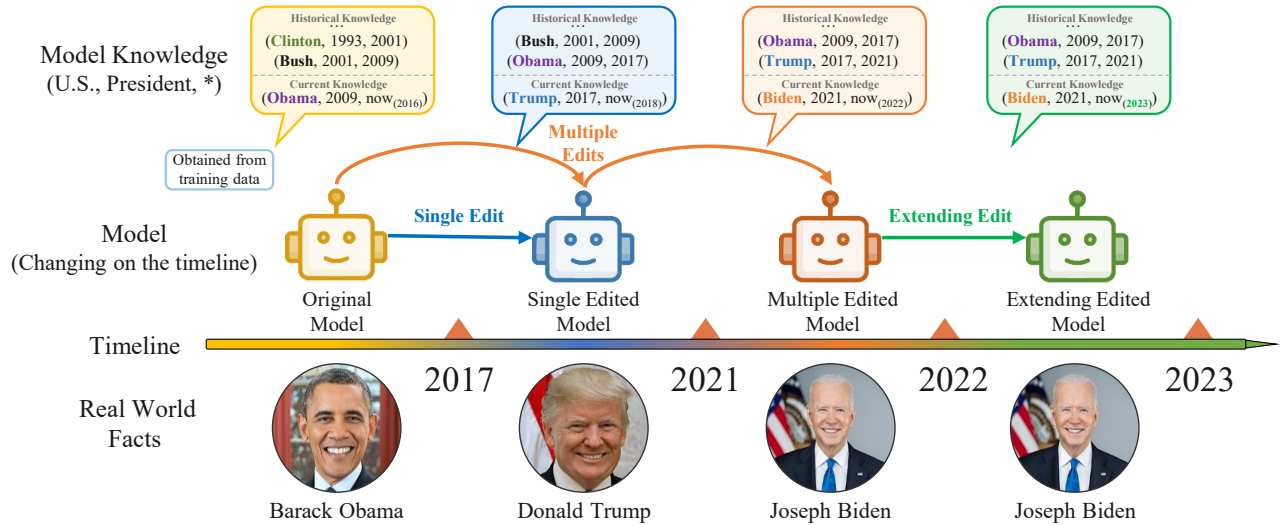 Model Knowledge
(U.S., President, *)
Historical Knowledge
...
(Clinton, 1993, 2001)
(Bush, 2001, 2009)
Current Knowledge
(Obama, 2009, now(2016))
Historical Knowledge
...
(Bush, 2001, 2009)
(Obama, 2009, 2017)
Current Knowledge
(Trump, 2017, now(2018))
Historical Knowledge
...
(Obama, 2009, 2017)
(Trump, 2017, 2021)
Current Knowledge
(Biden, 2021, now(2022))
Historical Knowledge
...
(Obama, 2009, 2017)
(Trump, 2017, 2021)
Current Knowledge
(Biden, 2021, now(2023))
Obtained from
training data
Multiple
Edits
Single Edit
Extending Edit
Model
(Changing on the timeline)
Original
Model
Single Edited
Model
Multiple Edited
Model
Extending Edited
Model
Timeline
2017
2021
2022
2023
Real World
Facts
Barack Obama
Donald Trump
Joseph Biden
Joseph Biden